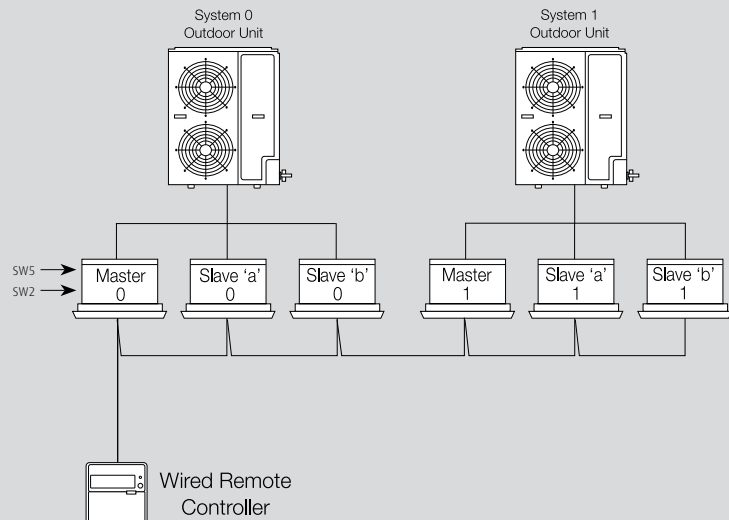 System 0
Outdoor Unit
System 1
Outdoor Unit
SW5
SW2
Master
0
Slave ‘a’
0
Slave ‘b’
0
Master
1
Slave ‘a’
1
Slave ‘b’
1
Wired Remote
Controller